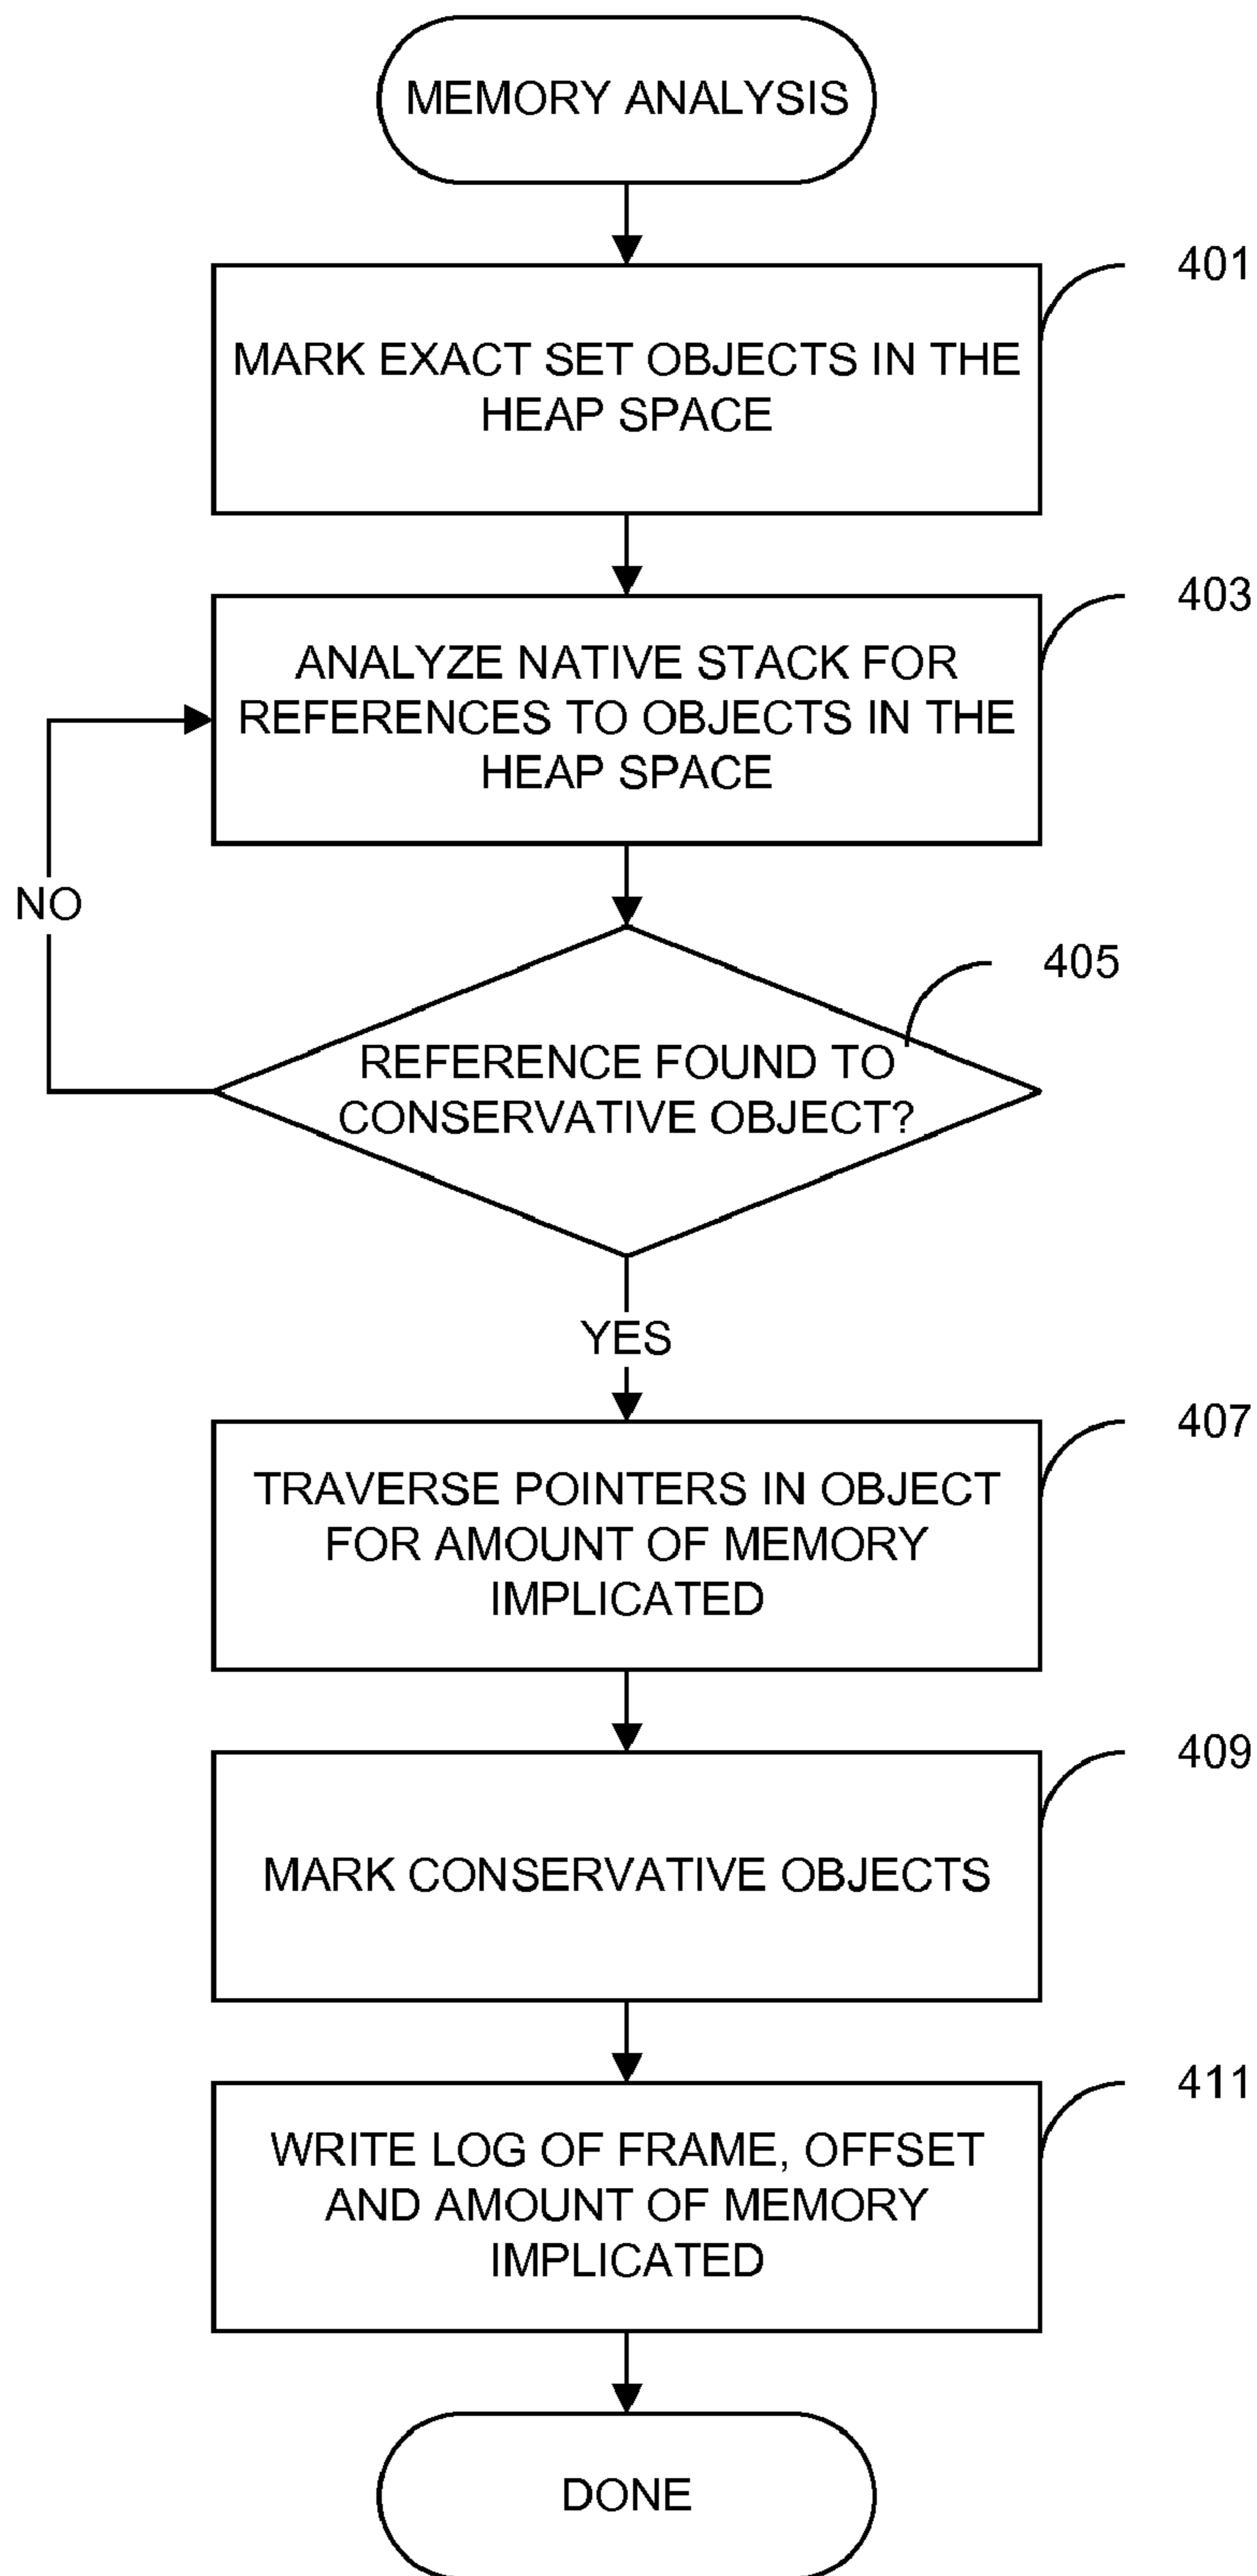 MEMORY ANALYSIS
401
MARK EXACT SET OBJECTS IN THE
HEAP SPACE
403
ANALYZE NATIVE STACK FOR
REFERENCES TO OBJECTS IN THE
HEAP SPACE
NO
405
REFERENCE FOUND TO
CONSERVATIVE OBJECT?
YES
407
TRAVERSE POINTERS IN OBJECT
FOR AMOUNT OF MEMORY
IMPLICATED
409
MARK CONSERVATIVE OBJECTS
411
WRITE LOG OF FRAME, OFFSET
AND AMOUNT OF MEMORY
IMPLICATED
DONE